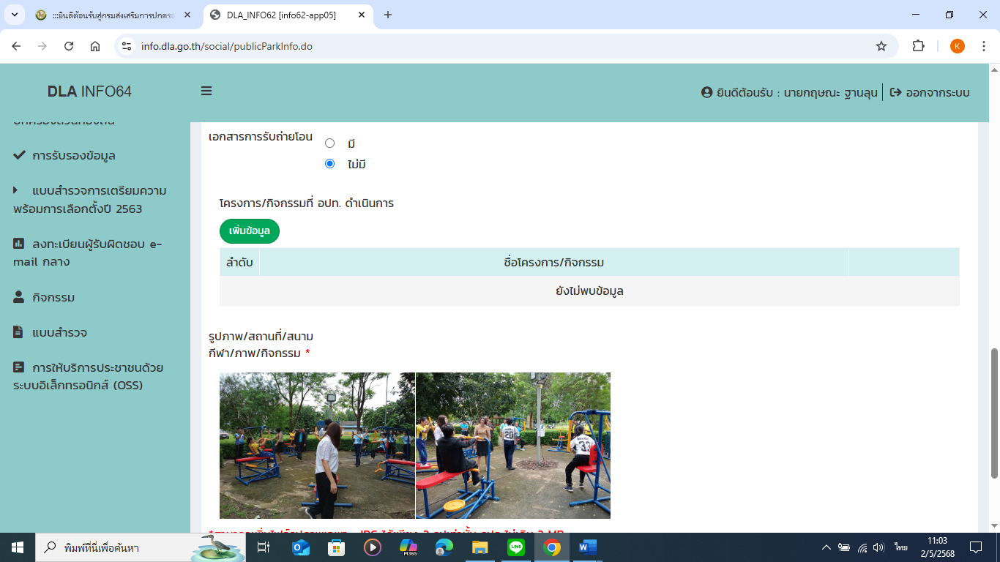 :::ยินดีต้อนรับสู่กรมส่งเสริมการปกคร
DLA_INFO62 [info62-app05]
info.dla.go.th/social/publicParkInfo.do
K
DLA INFO64
ยินดีต้อนรับ : นายกฤษณะ ฐานลุน
ออกจากระบบ
การรับรองข้อมูล
แบบสำรวจการเตรียมความ
พร้อมการเลือกตั้งปี 2563
ลงทะเบียนผู้รับผิดชอบ e-
mail กลาง
กิจกรรม
แบบสำรวจ
การให้บริการประชาชนด้วย
ระบบอิเล็กทรอนิกส์ (OSS)
เอกสารการรับถ่ายโอน
มี
ไม่มี
โครงการ/กิจกรรมที่ อปท. ดำเนินการ
เพิ่มข้อมูล
ลำดับ ชื่อโครงการ/กิจกรรม
ยังไม่พบข้อมูล
รูปภาพ/สถานที่/สนาม
กีฬา/ภาพ/กิจกรรม *
20
33
พิมพ์ที่นี่เพื่อค้นหา
M365
LINE
W
ไทย
11:03
2/5/2568